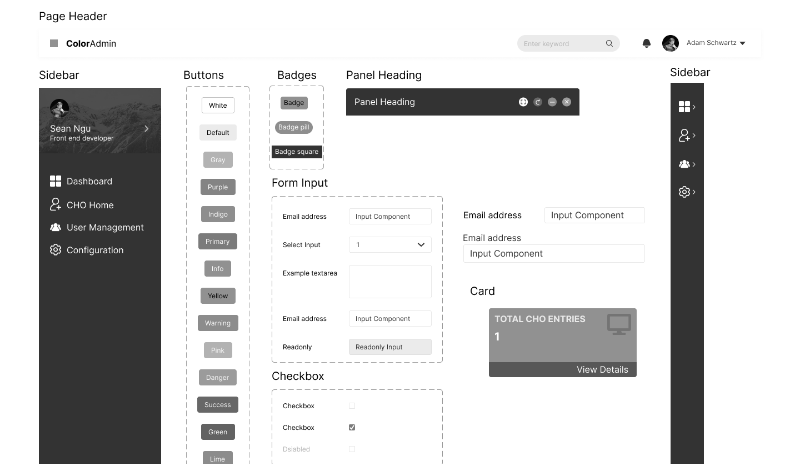 Page Header
ColorAdmin
Enter keyword
Adam Schwartz
Sidebar
Sean Ngu
Front end developer
Dashboard
CHO Home
User Management
Configuration
Buttons
White
Default
Gray
Purple
Indigo
Primary
Info
Yellow
Warning
Pink
Danger
Success
Green
Lime
Badges
Badge
Badge pill
Badge square
Panel Heading
Panel Heading
Form Input
Email address Input Component
Select Input 1
Example textarea
Email address Input Component
Readonly Readonly Input
Checkbox
Checkbox
Checkbox
Disabled
Email address Input Component
Email address
Input Component
Card
TOTAL CHO ENTRIES
1
View Details
Sidebar